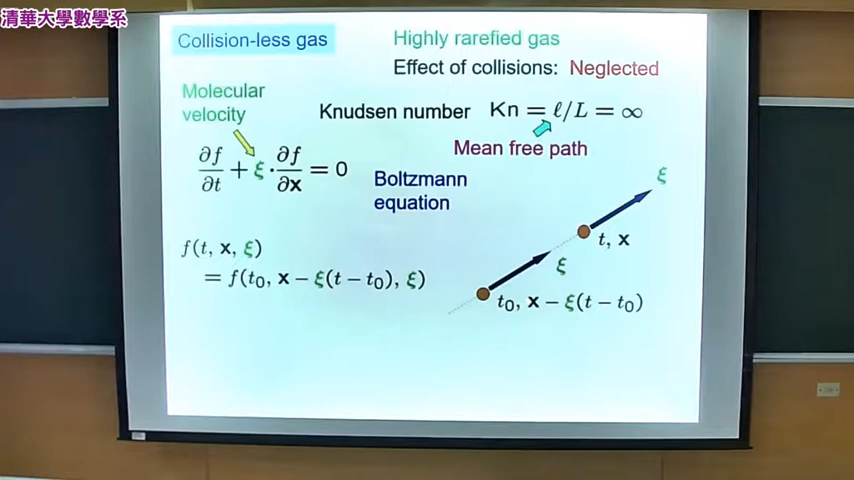 清華大學數學系
Collision-less gas
Highly rarefied gas
Effect of collisions: Neglected
Molecular
velocity
Knudsen number Kn = ℓ/L = ∞
Mean free path
∂f/∂t + ξ · ∂f/∂x = 0
Boltzmann
equation
f(t, x, ξ)
= f(t₀, x − ξ(t − t₀), ξ)
ξ
t, x
ξ
t₀, x − ξ(t − t₀)